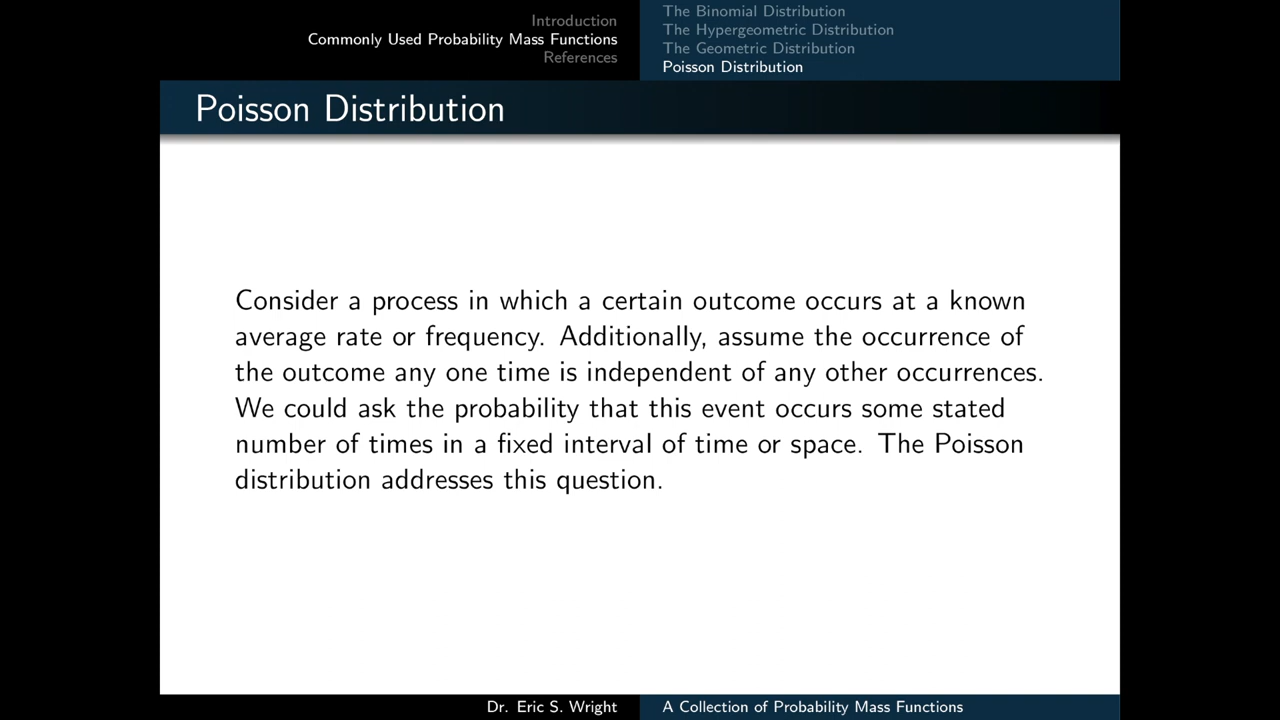 Introduction
Commonly Used Probability Mass Functions
References
The Binomial Distribution
The Hypergeometric Distribution
The Geometric Distribution
Poisson Distribution
Poisson Distribution
Consider a process in which a certain outcome occurs at a known
average rate or frequency. Additionally, assume the occurrence of
the outcome any one time is independent of any other occurrences.
We could ask the probability that this event occurs some stated
number of times in a fixed interval of time or space. The Poisson
distribution addresses this question.
Dr. Eric S. Wright
A Collection of Probability Mass Functions